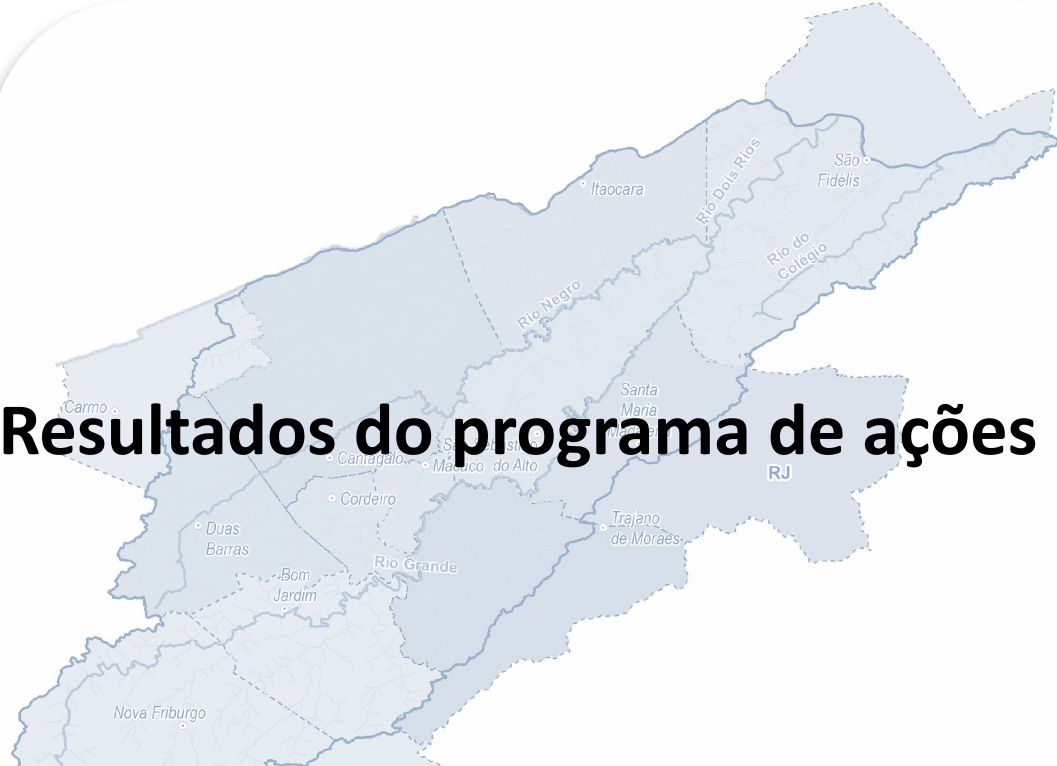 São
Fidélis
Itaocara
Rio Dois Rios
Rio do
Colégio
Rio Negro
Santa
Maria
Carmo
Resultados do programa de ações
Cantagalo
Macuco do Alto
RJ
Cordeiro
Duas
Barras
Trajano
de Moraes
Rio Grande
Bom
Jardim
Nova Friburgo